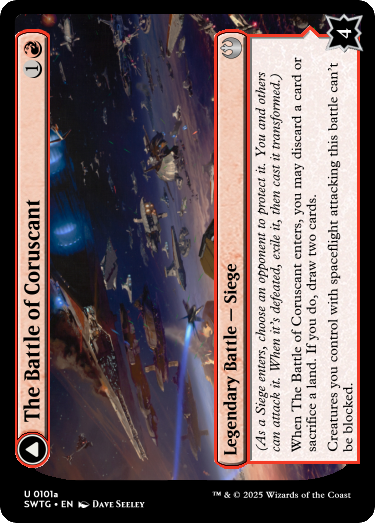 The Battle of Coruscant
1
Legendary Battle — Siege
(As a Siege enters, choose an opponent to protect it. You and others
can attack it. When it's defeated, exile it, then cast it transformed.)
When The Battle of Coruscant enters, you may discard a card or
sacrifice a land. If you do, draw two cards.
Creatures you control with spaceflight attacking this battle can't
be blocked.
4
U 0101a
SWTG • EN Dave Seeley
™ & © 2025 Wizards of the Coast